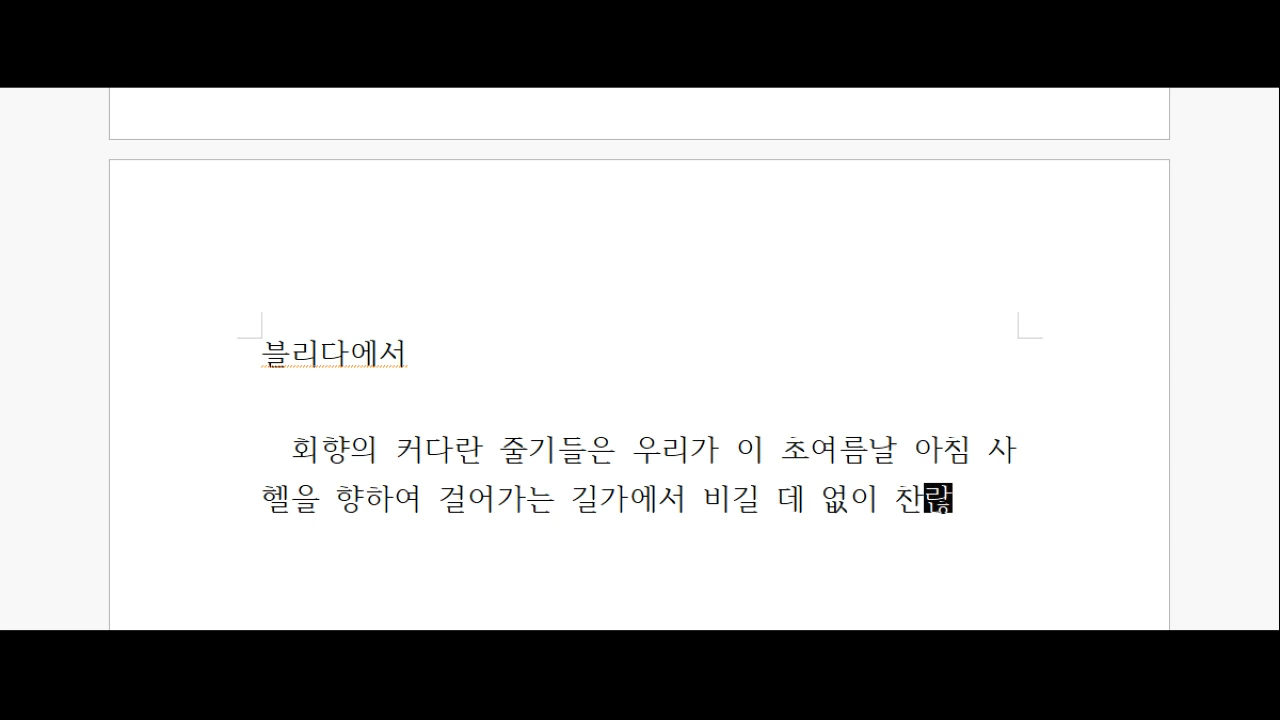 블리다에서
회향의 커다란 줄기들은 우리가 이 초여름날 아침 사
헬을 향하여 걸어가는 길가에서 비길 데 없이 찬랂